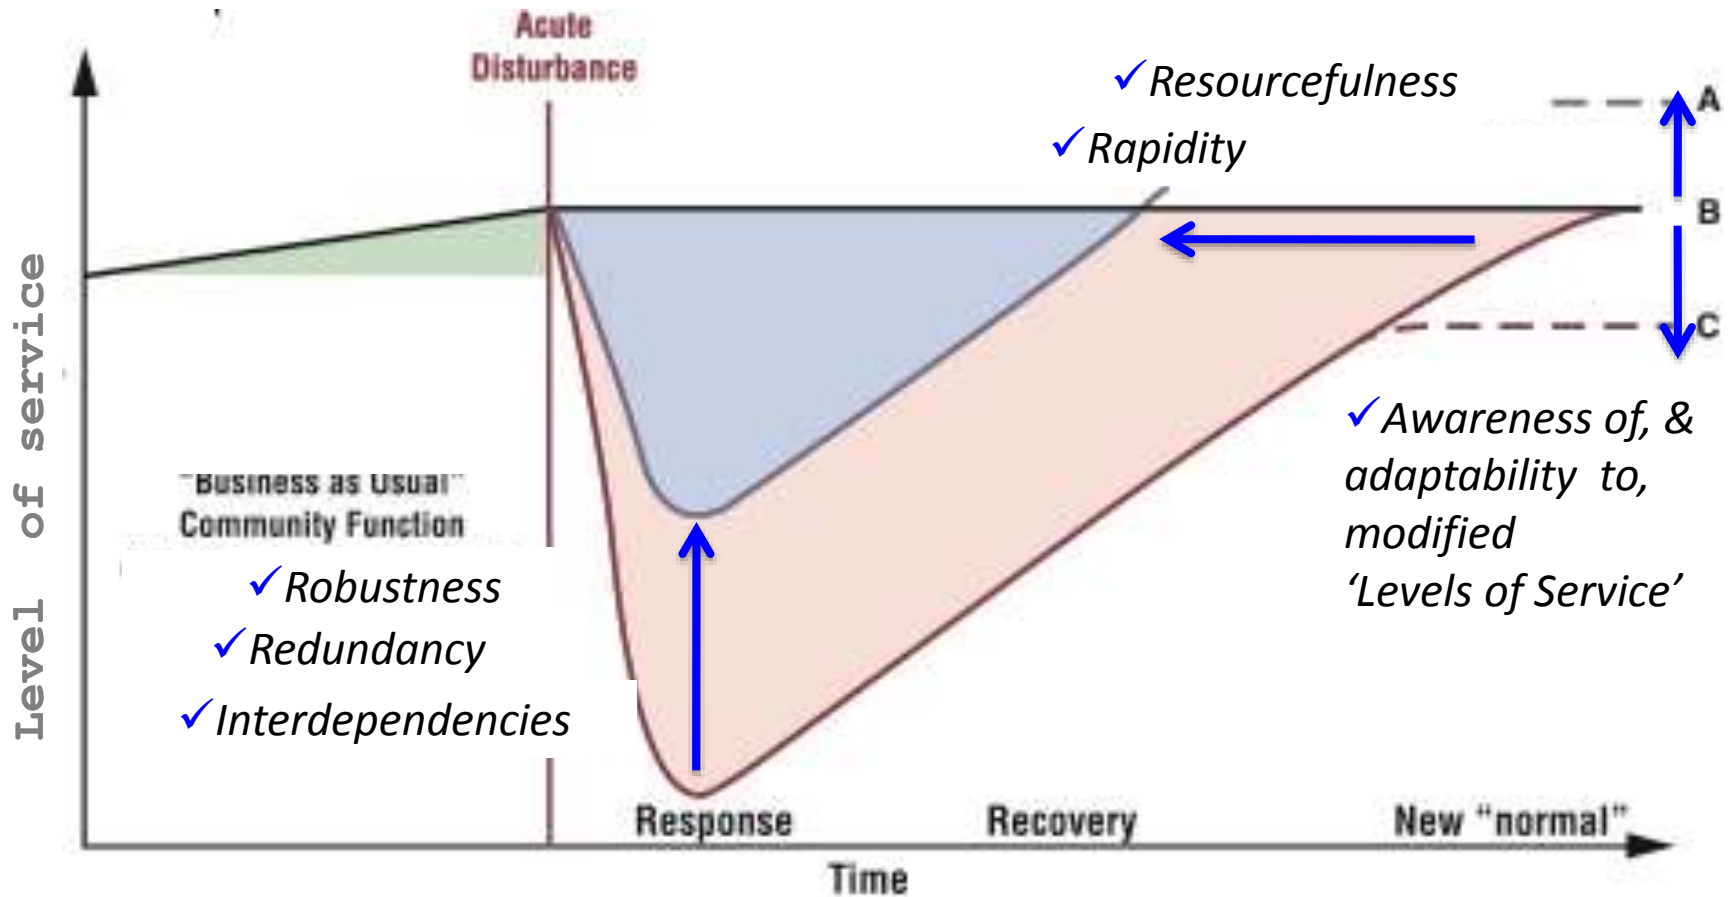 Acute
Disturbance
✓Resourcefulness
✓Rapidity
A
B
C
Level of service
"Business as Usual"
Community Function
✓Robustness
✓Redundancy
✓Interdependencies
✓Awareness of, &
adaptability to,
modified
‘Levels of Service’
Response
Recovery
New "normal"
Time